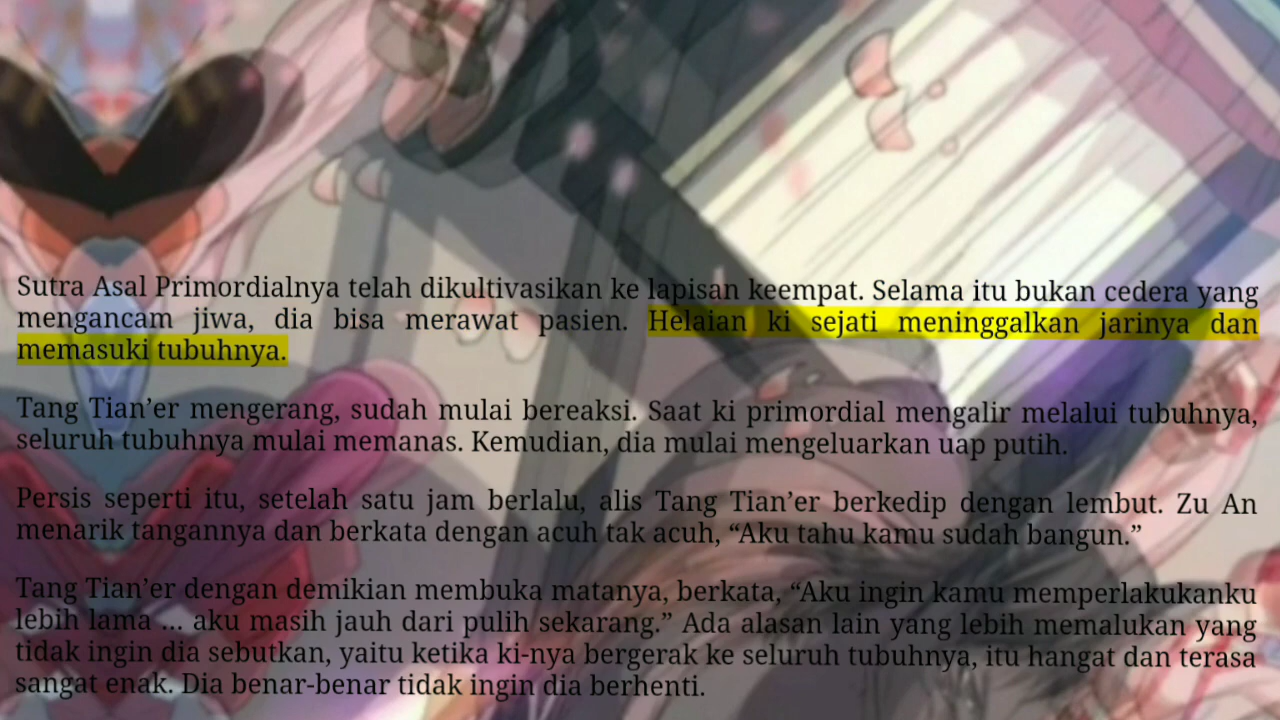 Sutra Asal Primordialnya telah dikultivasikan ke lapisan keempat. Selama itu bukan cedera yang
mengancam jiwa, dia bisa merawat pasien. Helaian ki sejati meninggalkan jarinya dan
memasuki tubuhnya.
Tang Tian’er mengerang, sudah mulai bereaksi. Saat ki primordial mengalir melalui tubuhnya,
seluruh tubuhnya mulai memanas. Kemudian, dia mulai mengeluarkan uap putih.
Persis seperti itu, setelah satu jam berlalu, alis Tang Tian’er berkedip dengan lembut. Zu An
menarik tangannya dan berkata dengan acuh tak acuh, “Aku tahu kamu sudah bangun.”
Tang Tian’er dengan demikian membuka matanya, berkata, “Aku ingin kamu memperlakukanku
lebih lama ... aku masih jauh dari pulih sekarang.” Ada alasan lain yang lebih memalukan yang
tidak ingin dia sebutkan, yaitu ketika ki-nya bergerak ke seluruh tubuhnya, itu hangat dan terasa
sangat enak. Dia benar-benar tidak ingin dia berhenti.